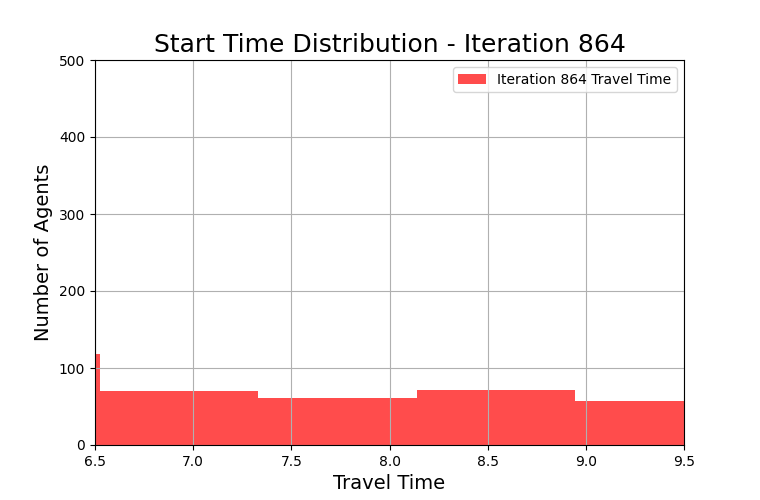 Start Time Distribution - Iteration 864
Iteration 864 Travel Time
Number of Agents
500
400
300
200
100
0
6.5 7.0 7.5 8.0 8.5 9.0 9.5
Travel Time